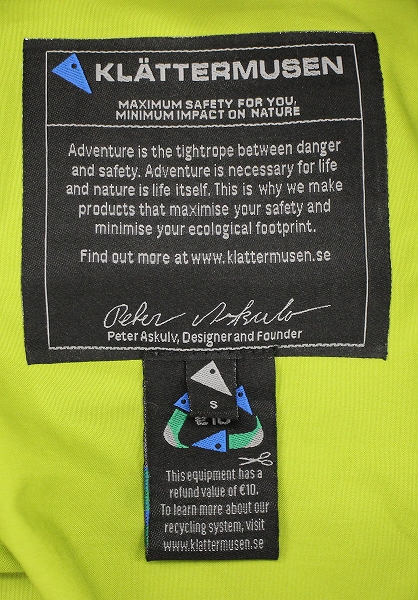 KLÄTTERMUSEN
MAXIMUM SAFETY FOR YOU,
MINIMUM IMPACT ON NATURE
Adventure is the tightrope between danger
and safety. Adventure is necessary for life
and nature is life itself. This is why we make
products that maximise your safety and
minimise your ecological footprint.
Find out more at www.klattermusen.se
Peter Askulv
Peter Askulv, Designer and Founder
S
€10
This equipment has a
refund value of €10.
To learn more about our
recycling system, visit
www.klattermusen.se